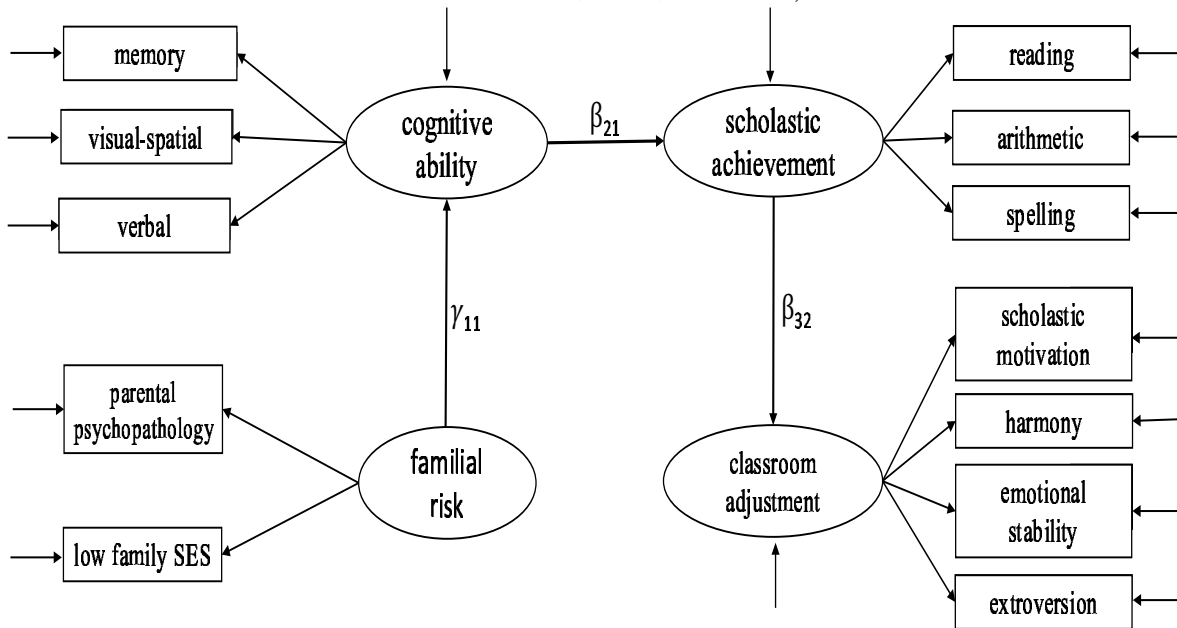 memory
visual-spatial
verbal
cognitive
ability
β21
scholastic
achievement
reading
arithmetic
spelling
γ11
β32
parental
psychopathology
low family SES
familial
risk
classroom
adjustment
scholastic
motivation
harmony
emotional
stability
extroversion